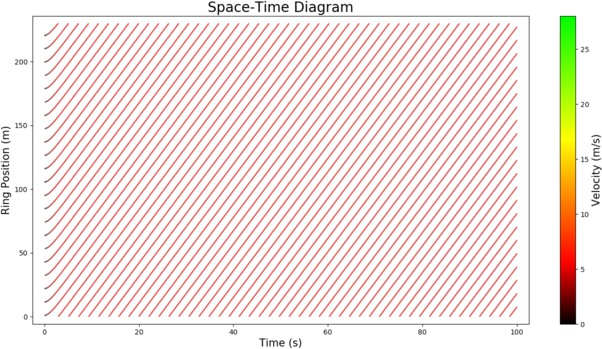 Space-Time Diagram
Ring Position (m)
200
150
100
50
0
0 20 40 60 80 100
Time (s)
25
20
15
10
5
0
Velocity (m/s)